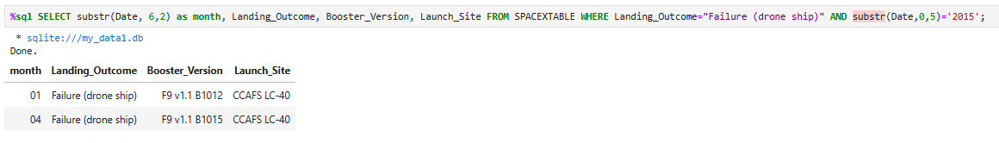 %sql SELECT substr(Date, 6,2) as month, Landing_Outcome, Booster_Version, Launch_Site FROM SPACEXTABLE WHERE Landing_Outcome="Failure (drone ship)" AND substr(Date,0,5)='2015';
* sqlite:///my_data1.db
Done.
month Landing_Outcome Booster_Version Launch_Site
01 Failure (drone ship) F9 v1.1 B1012 CCAFS LC-40
04 Failure (drone ship) F9 v1.1 B1015 CCAFS LC-40